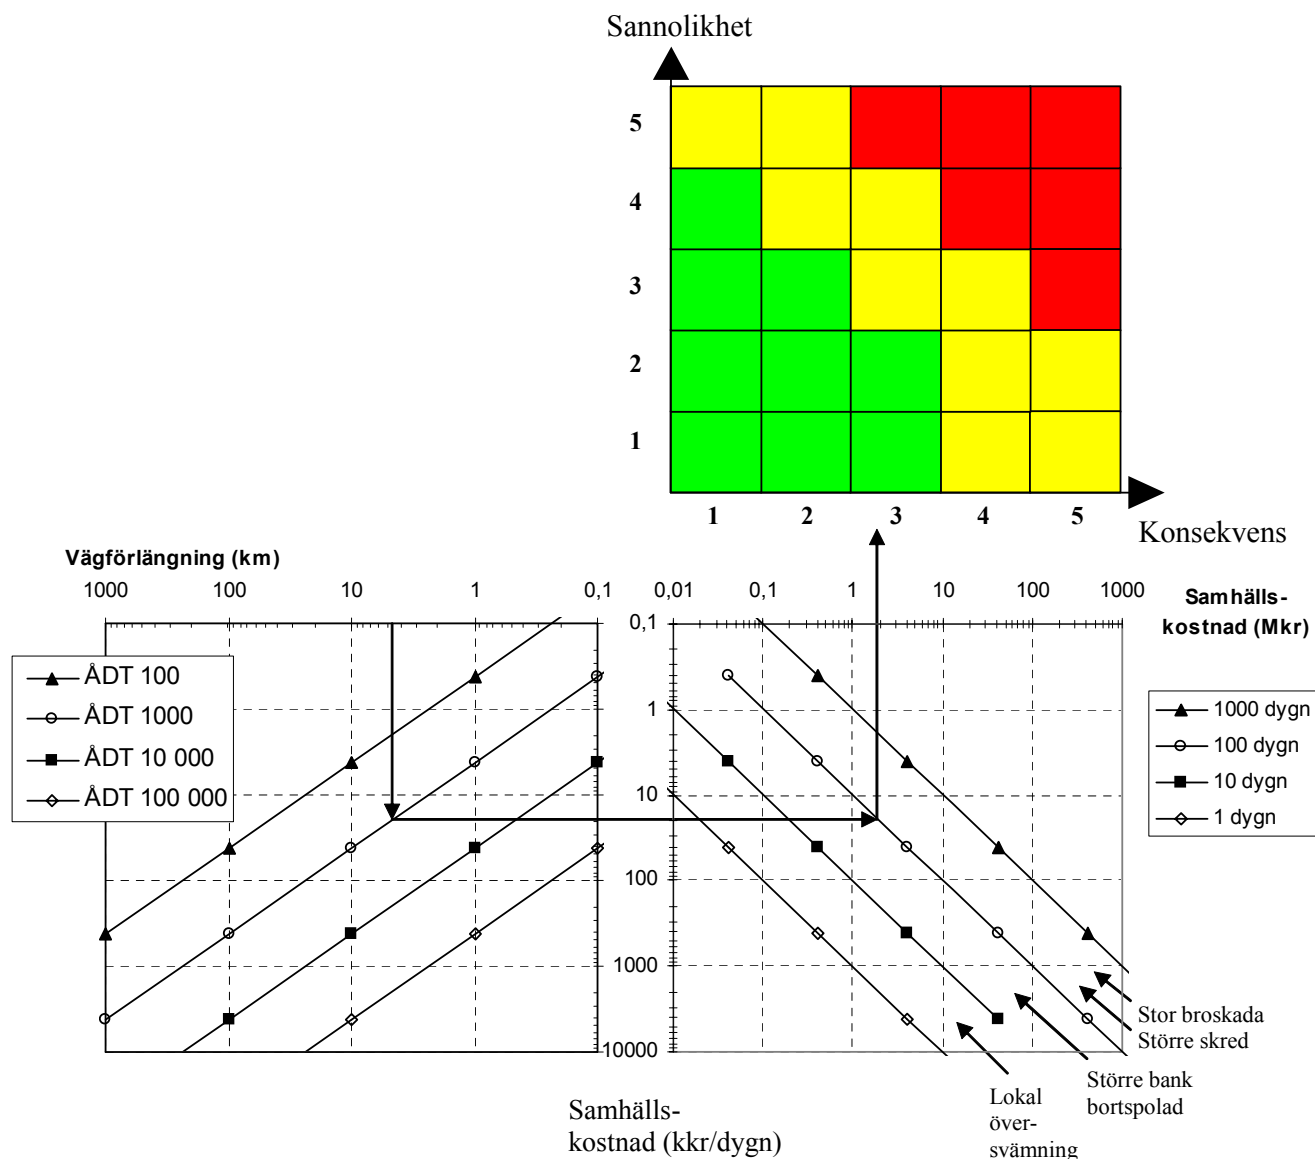 Sannolikhet
5
4
3
2
1
1 2 3 4 5
Konsekvens
Vägförlängning (km)
1000 100 10 1 0,1
0,01 0,1 1 10 100 1000
Samhälls-
kostnad (Mkr)
0,1
1
10
100
1000
10000
ÅDT 100
ÅDT 1000
ÅDT 10 000
ÅDT 100 000
1000 dygn
100 dygn
10 dygn
1 dygn
Stor broskada
Större skred
Större bank
bortspolad
Lokal
över-
svämning
Samhälls-
kostnad (kkr/dygn)